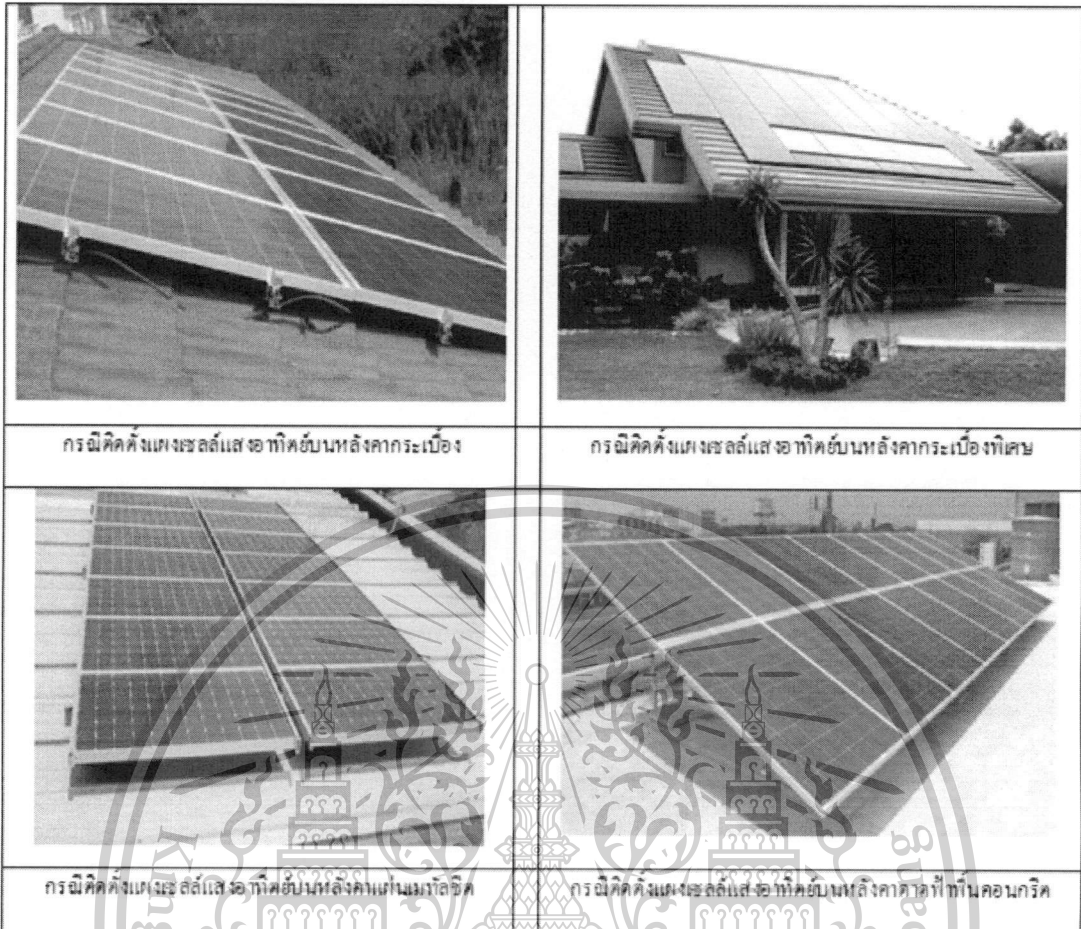 กรณีติดตั้งแผงเซลล์แสงอาทิตย์บนหลังคากระเบื้อง
กรณีติดตั้งแผงเซลล์แสงอาทิตย์บนหลังคากระเบื้องพิเศษ
กรณีติดตั้งแผงเซลล์แสงอาทิตย์บนหลังคาแผ่นเมทัลชีต
กรณีติดตั้งแผงเซลล์แสงอาทิตย์บนหลังคาดาดฟ้าพื้นคอนกรีต